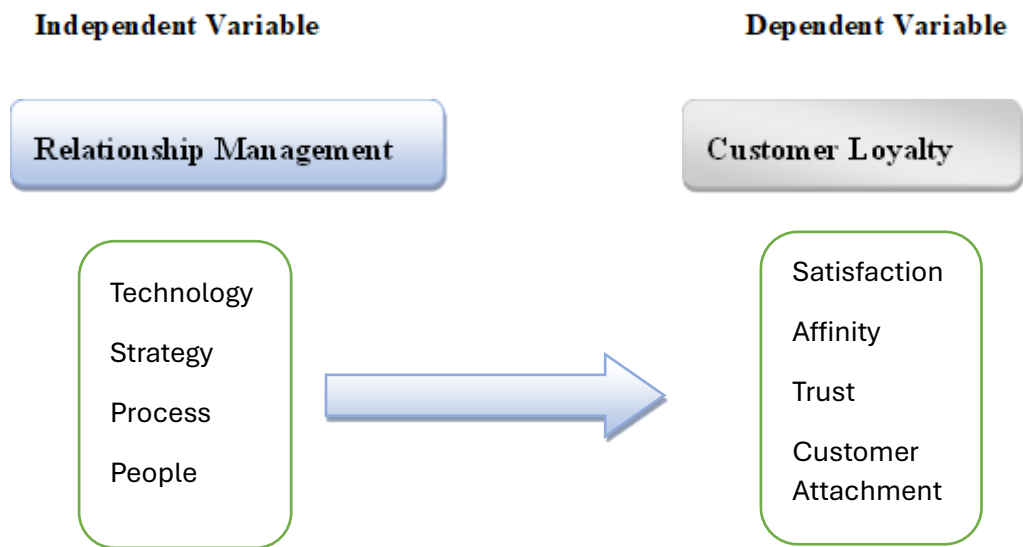 Independent Variable
Dependent Variable
Relationship Management
Customer Loyalty
Technology
Strategy
Process
People
Satisfaction
Affinity
Trust
Customer
Attachment